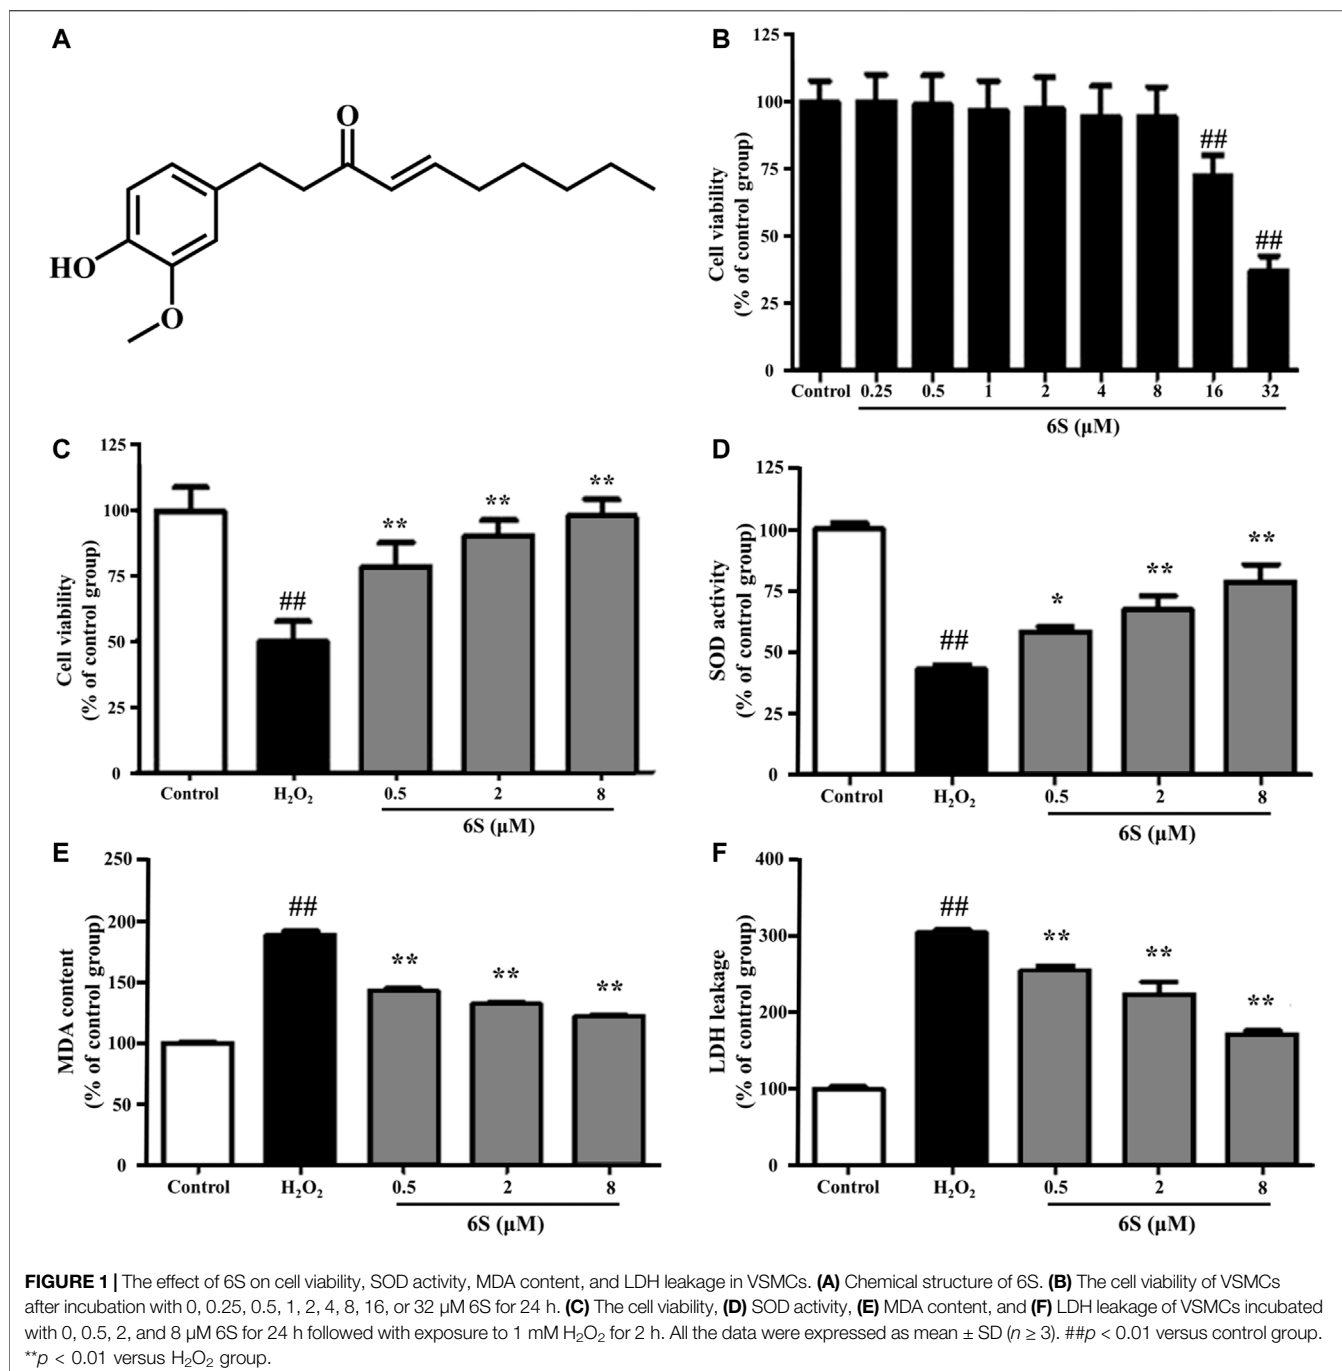 A
O
HO
O
B
Cell viability
(% of control group)
125
100
75
50
25
0
##
##
Control 0.25 0.5 1 2 4 8 16 32
6S (µM)
C
Cell viability
(% of control group)
125
100
75
50
25
0
##
**
**
**
Control H₂O₂ 0.5 2 8
6S (µM)
D
SOD activity
(% of control group)
125
100
75
50
25
0
##
*
**
**
Control H₂O₂ 0.5 2 8
6S (µM)
E
MDA content
(% of control group)
250
200
150
100
50
0
##
**
**
**
Control H₂O₂ 0.5 2 8
6S (µM)
F
LDH leakage
(% of control group)
400
300
200
100
0
##
**
**
**
Control H₂O₂ 0.5 2 8
6S (µM)
FIGURE 1 | The effect of 6S on cell viability, SOD activity, MDA content, and LDH leakage in VSMCs. (A) Chemical structure of 6S. (B) The cell viability of VSMCs
after incubation with 0, 0.25, 0.5, 1, 2, 4, 8, 16, or 32 µM 6S for 24 h. (C) The cell viability, (D) SOD activity, (E) MDA content, and (F) LDH leakage of VSMCs incubated
with 0, 0.5, 2, and 8 µM 6S for 24 h followed with exposure to 1 mM H₂O₂ for 2 h. All the data were expressed as mean ± SD (n ≥ 3). ##p < 0.01 versus control group.
**p < 0.01 versus H₂O₂ group.